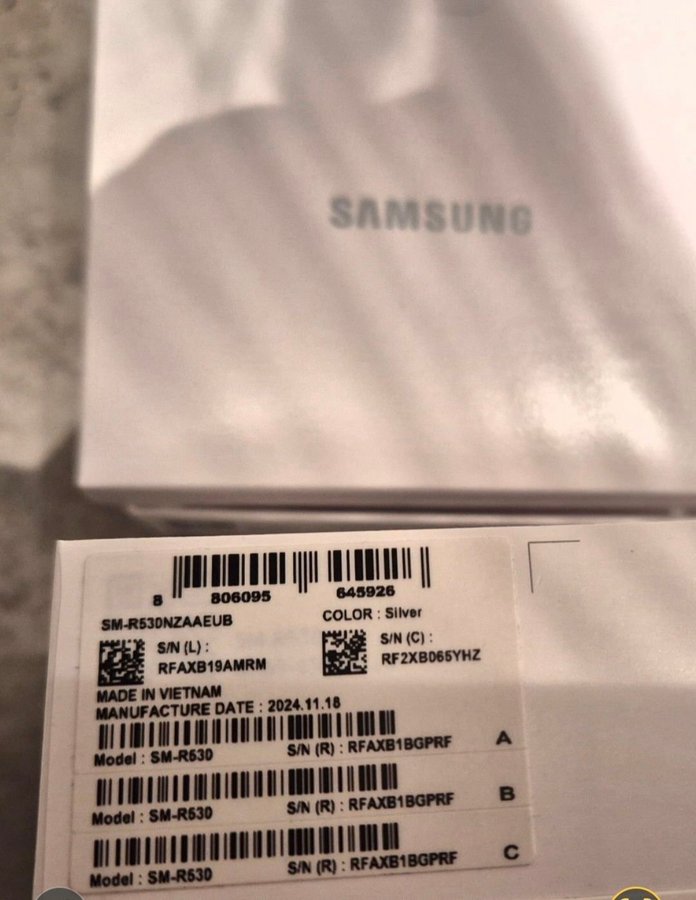 SAMSUNG
8 806095 645926
SM-R530NZAAEUB
COLOR : Silver
S/N (L) :
RFAXB19AMRM
S/N (C) :
RF2XB065YHZ
MADE IN VIETNAM
MANUFACTURE DATE : 2024.11.18
Model : SM-R530 S/N (R) : RFAXB1BGPRF A
Model : SM-R530 S/N (R) : RFAXB1BGPRF B
Model : SM-R530 S/N (R) : RFAXB1BGPRF C